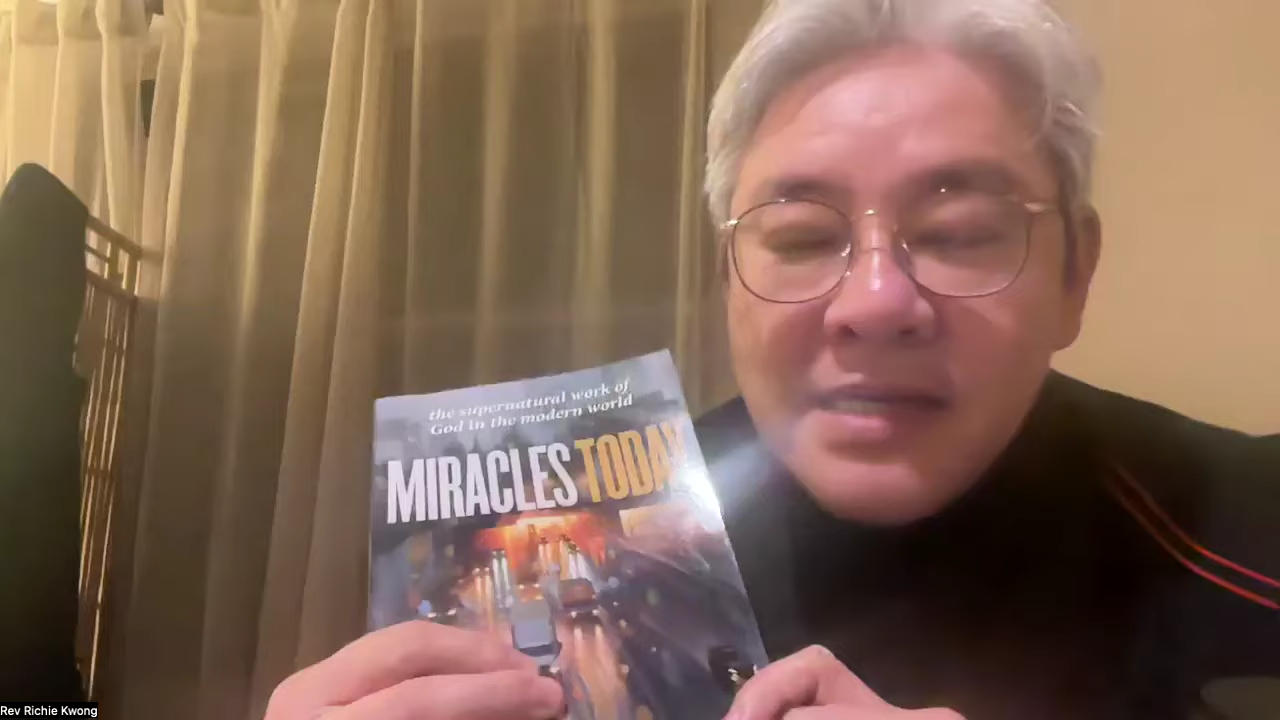 the supernatural work of
God in the modern world
MIRACLES TODAY
Rev Richie Kwong